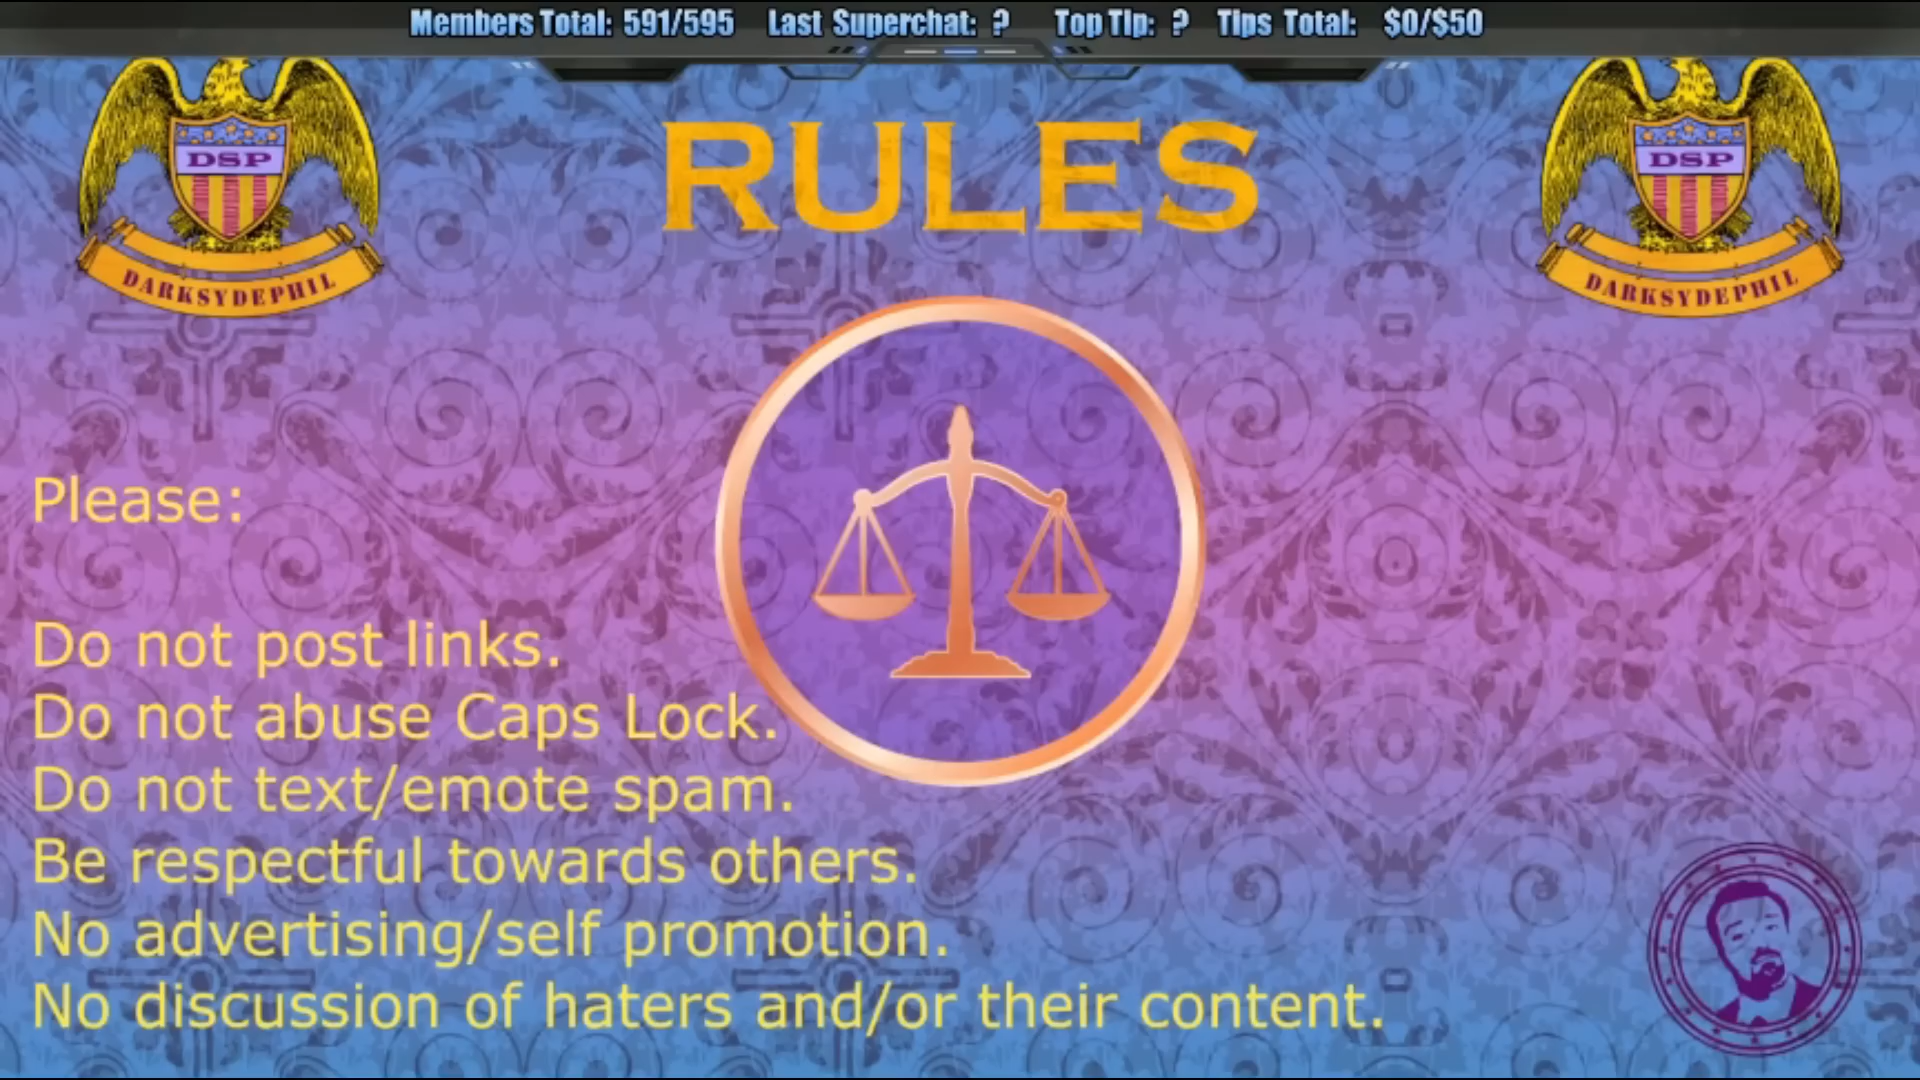 Members Total: 591/595 Last Superchat: ? Top Tip: ? Tips Total: $0/$50
DSP
DARKSYDEPHIL
DSP
DARKSYDEPHIL
RULES
Please:
Do not post links.
Do not abuse Caps Lock.
Do not text/emote spam.
Be respectful towards others.
No advertising/self promotion.
No discussion of haters and/or their content.